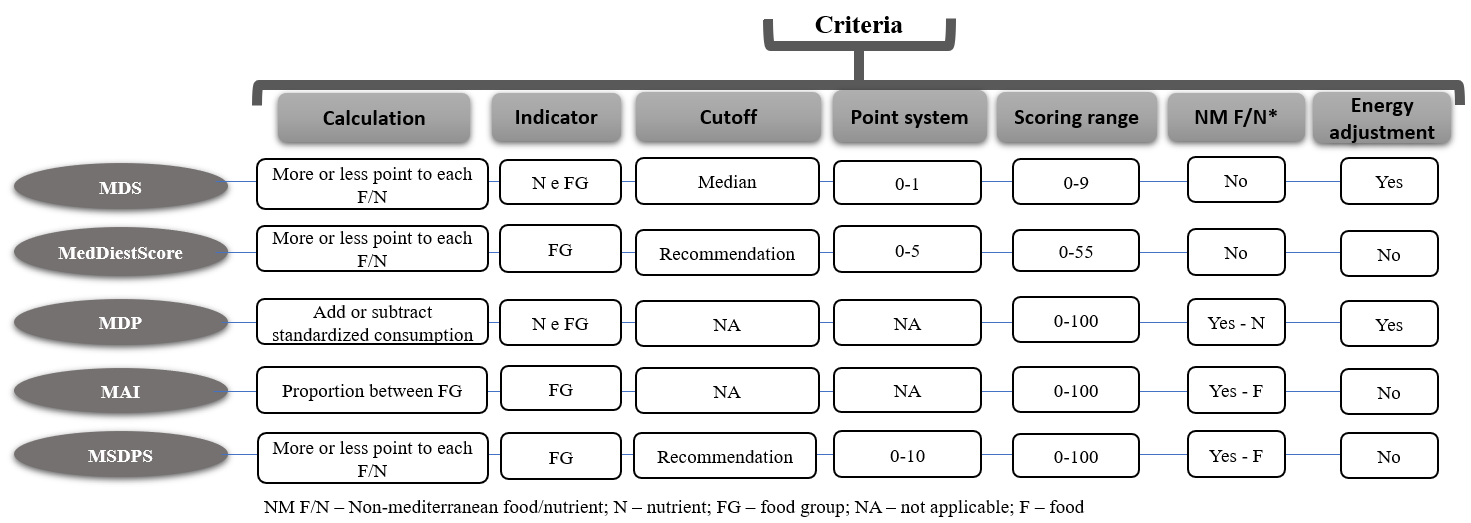 Criteria
Calculation Indicator Cutoff Point system Scoring range NM F/N* Energy
adjustment
MDS More or less point to each
F/N N e FG Median 0-1 0-9 No Yes
MedDiestScore More or less point to each
F/N FG Recommendation 0-5 0-55 No No
MDP Add or subtract
standardized consumption N e FG NA NA 0-100 Yes - N Yes
MAI Proportion between FG FG NA NA 0-100 Yes - F No
MSDPS More or less point to each
F/N FG Recommendation 0-10 0-100 Yes - F No
NM F/N – Non-mediterranean food/nutrient; N – nutrient; FG – food group; NA – not applicable; F – food